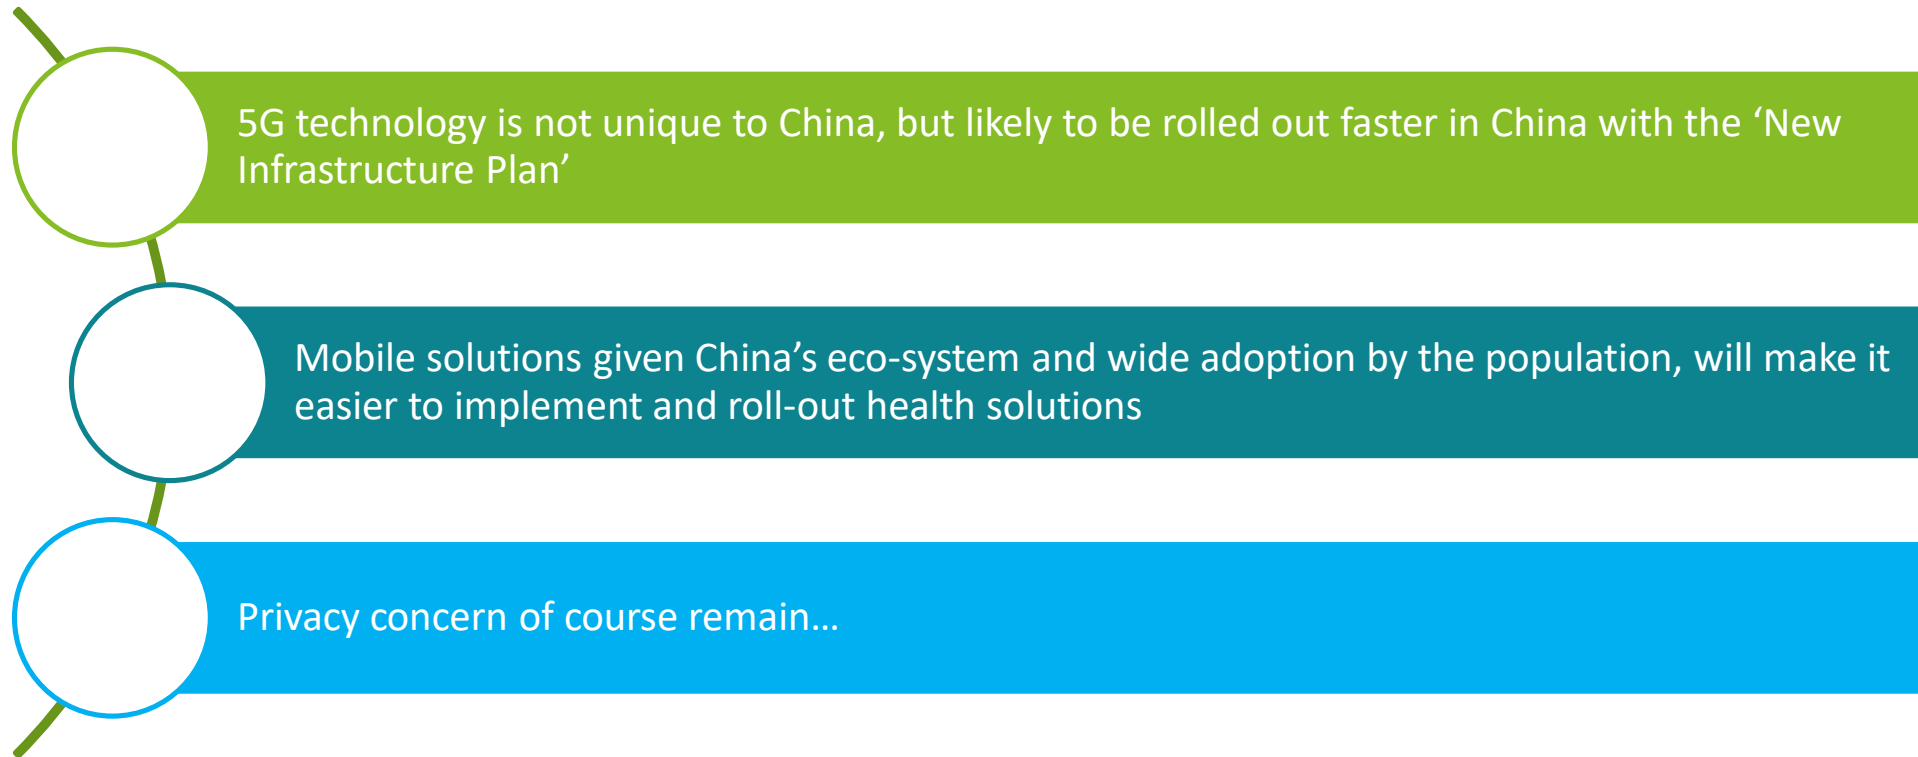 5G technology is not unique to China, but likely to be rolled out faster in China with the ‘New
Infrastructure Plan’
Mobile solutions given China’s eco-system and wide adoption by the population, will make it
easier to implement and roll-out health solutions
Privacy concern of course remain…